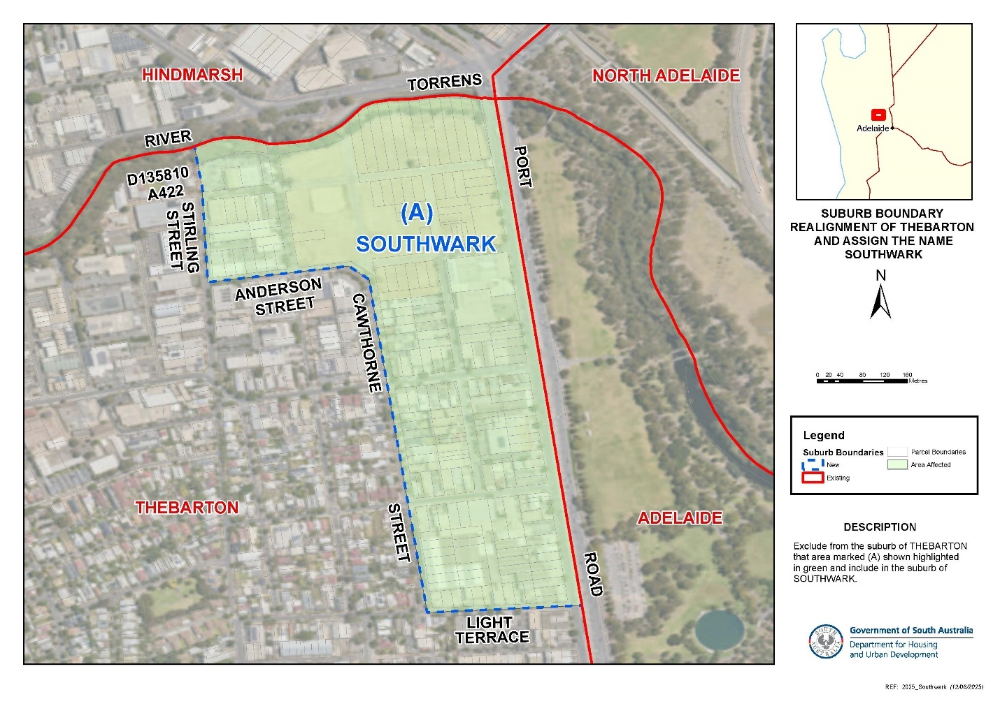 HINDMARSH
TORRENS
NORTH ADELAIDE
RIVER
D135810
A422
STIRLING
STREET
PORT
(A)
SOUTHWARK
ANDERSON
STREET
CAWTHORNE
STREET
THEBARTON
ADELAIDE
ROAD
LIGHT
TERRACE
Adelaide
SUBURB BOUNDARY
REALIGNMENT OF THEBARTON
AND ASSIGN THE NAME
SOUTHWARK
N
0 20 40 80 120 160
Metres
Legend
Suburb Boundaries
New
Existing
Parcel Boundaries
Area Affected
DESCRIPTION
Exclude from the suburb of THEBARTON
that area marked (A) shown highlighted
in green and include in the suburb of
SOUTHWARK.
SOUTH AUSTRALIA
Government of South Australia
Department for Housing
and Urban Development
REF: 2025_Southwark (12/06/2025)